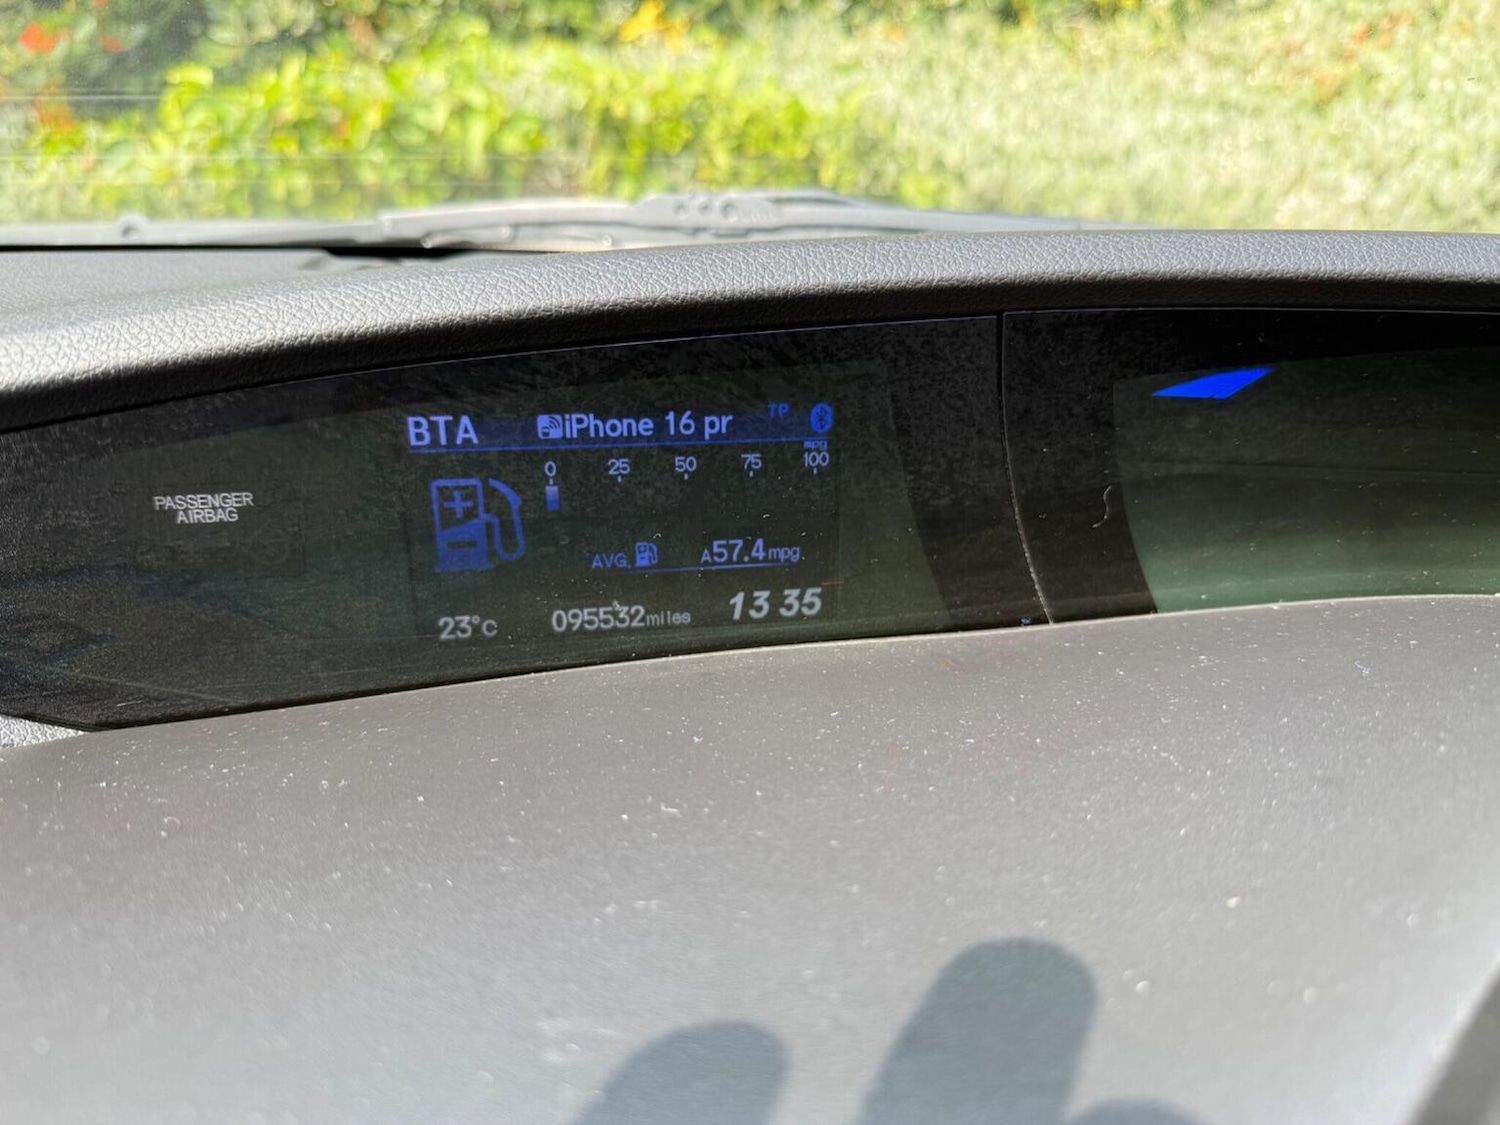 BTA iPhone 16 pr TP
mpg
0 25 50 75 100
PASSENGER
AIRBAG
AVG. A57.4mpg
23°C 095532miles 13 35